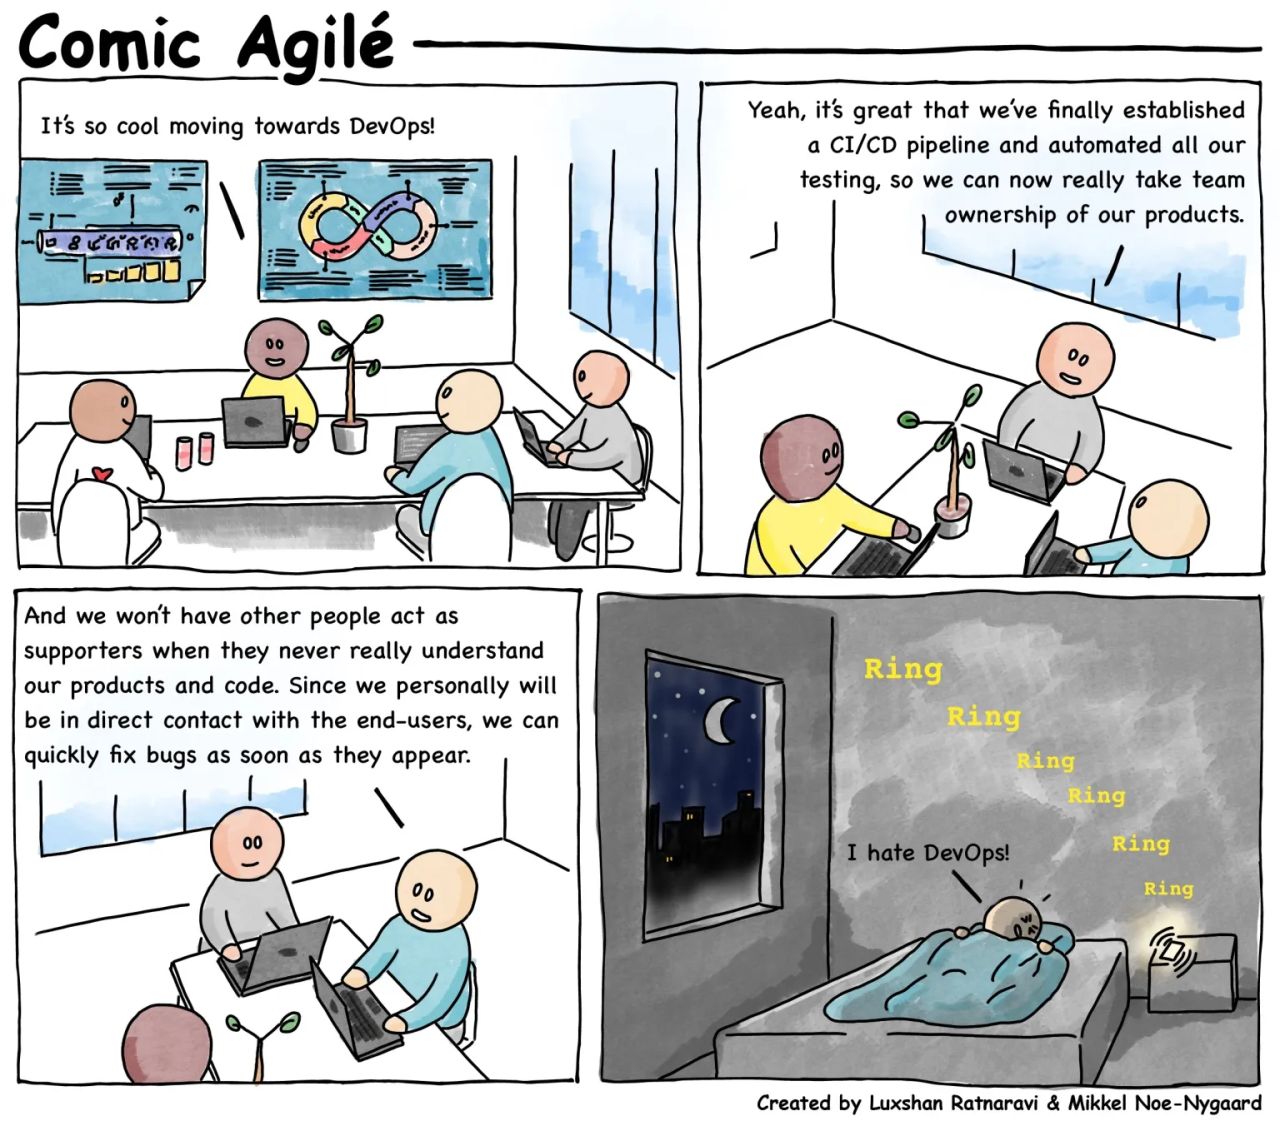 Comic Agilé
It's so cool moving towards DevOps!
Yeah, it's great that we've finally established
a CI/CD pipeline and automated all our
testing, so we can now really take team
ownership of our products.
And we won't have other people act as
supporters when they never really understand
our products and code. Since we personally will
be in direct contact with the end-users, we can
quickly fix bugs as soon as they appear.
Ring
Ring
Ring
Ring
Ring
Ring
I hate DevOps!
Created by Luxshan Ratnaravi & Mikkel Noe-Nygaard